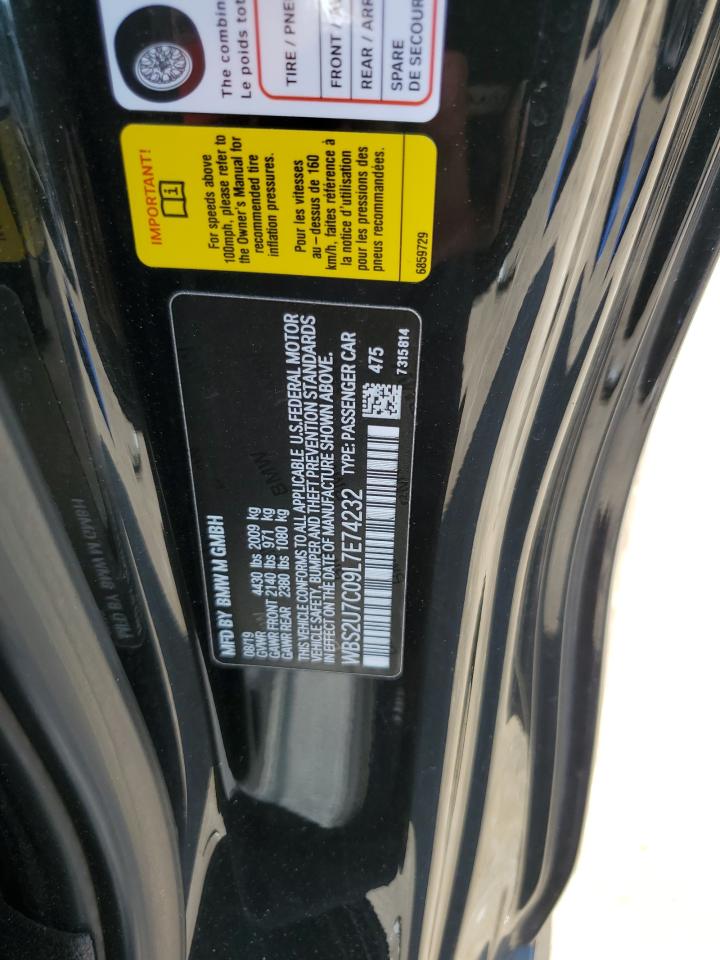 The combin
Le poids tot
TIRE / PNE
FRONT /
REAR / ARR
SPARE
DE SECOUR
IMPORTANT!
For speeds above
100mph, please refer to
the Owner's Manual for
recommended tire
inflation pressures.
Pour les vitesses
au – dessus de 160
km/h, faites référence à
la notice d'utilisation
pour les pressions des
pneus recommandées.
6859729
MFD BY BMW M GMBH
08/19
GVWR 4430 lbs 2009 kg
GAWR FRONT 2140 lbs 971 kg
GAWR REAR 2380 lbs 1080 kg
THIS VEHICLE CONFORMS TO ALL APPLICABLE U.S.FEDERAL MOTOR
VEHICLE SAFETY, BUMPER AND THEFT PREVENTION STANDARDS
IN EFFECT ON THE DATE OF MANUFACTURE SHOWN ABOVE.
WBS2U7C09L7E74232 TYPE: PASSENGER CAR
475
7 315 814